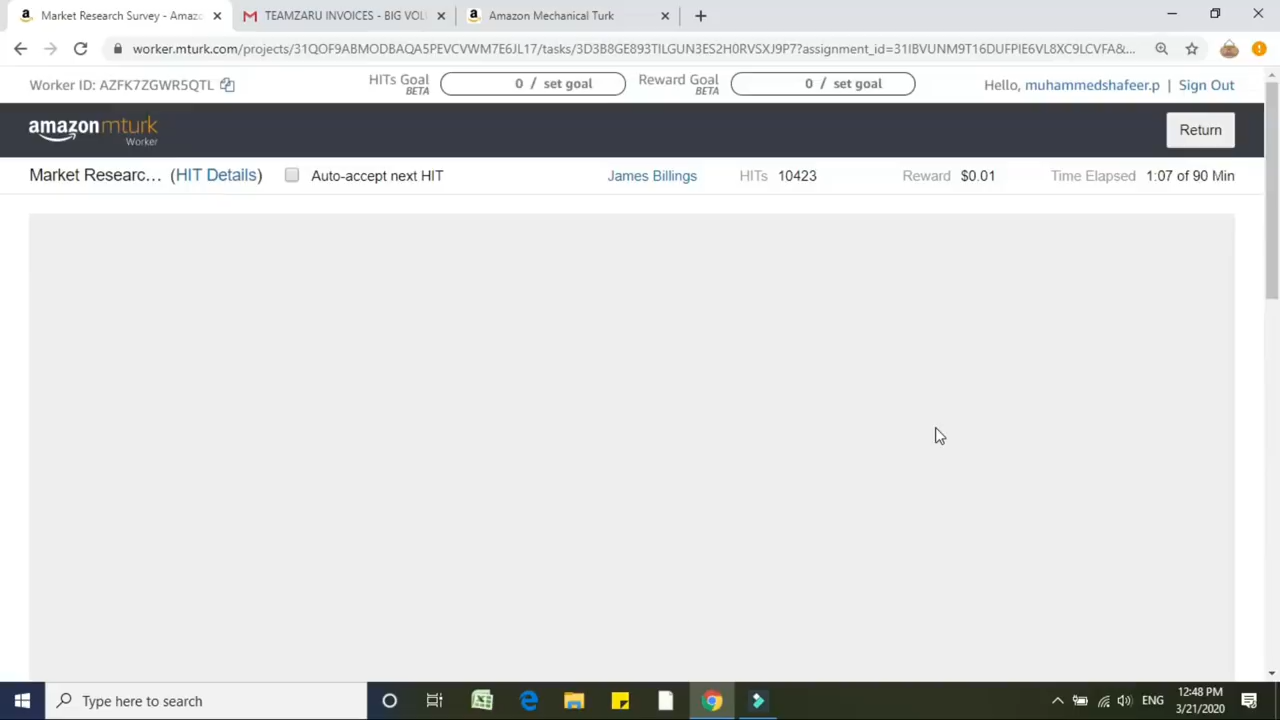 Market Research Survey - Amaz
TEAMZARU INVOICES - BIG VOL
Amazon Mechanical Turk
worker.mturk.com/projects/31QOF9ABMODBAQA5PEVCVWM7E6JL17/tasks/3D3B8GE893TILGUN3ES2H0RVSXJ9P7?assignment_id=31IBVUNM9T16DUFPIE6VL8XC9LCVFA&...
Worker ID: AZFK7ZGWR5QTL
HITs Goal
BETA
0 / set goal
Reward Goal
BETA
0 / set goal
Hello, muhammedshafeer.p | Sign Out
amazon mturk
Worker
Return
Market Researc... (HIT Details)
Auto-accept next HIT
James Billings
HITs 10423
Reward $0.01
Time Elapsed 1:07 of 90 Min
Type here to search
ENG
12:48 PM
3/21/2020